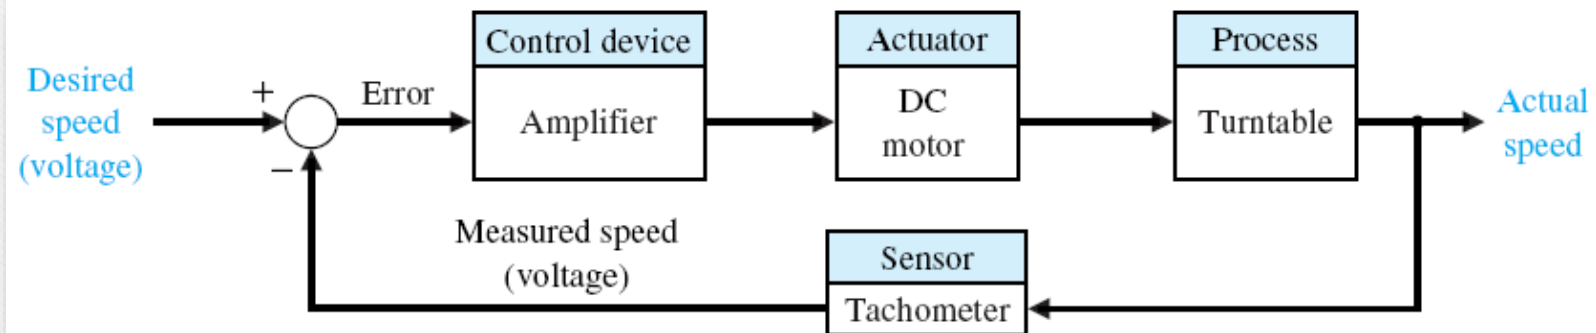 Desired
speed
(voltage)
+
−
Error
Control device
Amplifier
Actuator
DC
motor
Process
Turntable
Actual
speed
Measured speed
(voltage)
Sensor
Tachometer